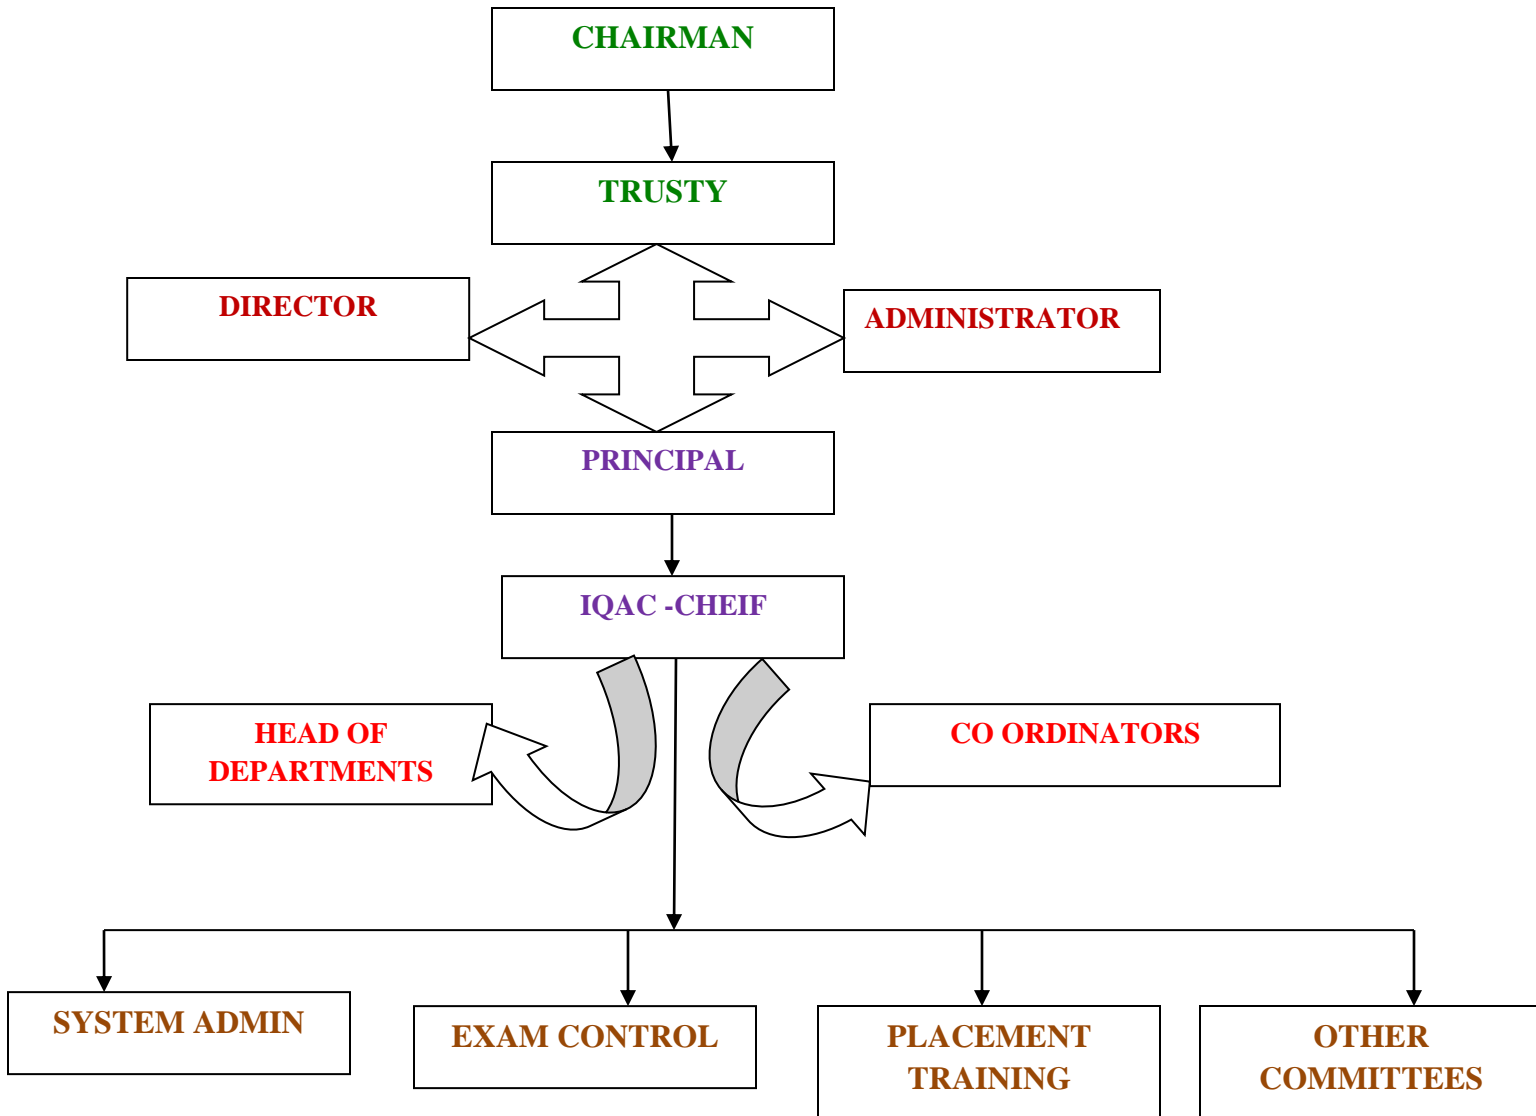 CHAIRMAN
TRUSTY
DIRECTOR
ADMINISTRATOR
PRINCIPAL
IQAC -CHEIF
HEAD OF
DEPARTMENTS
CO ORDINATORS
SYSTEM ADMIN
EXAM CONTROL
PLACEMENT
TRAINING
OTHER
COMMITTEES